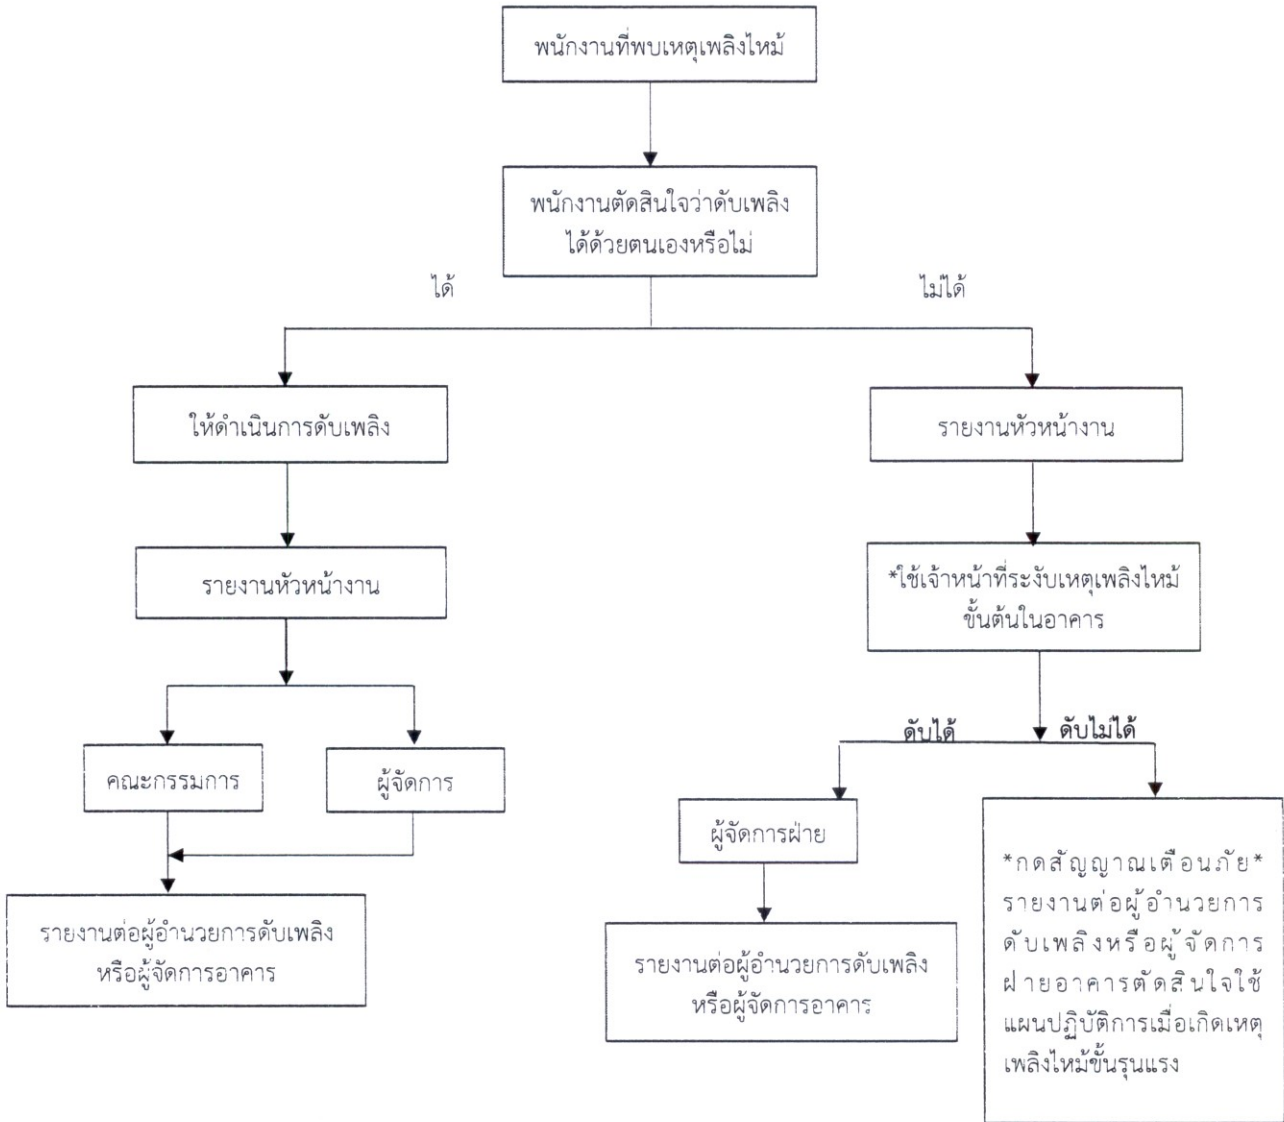 พนักงานที่พบเหตุเพลิงไหม้
พนักงานตัดสินใจว่าดับเพลิง
ได้ด้วยตนเองหรือไม่
ได้
ไม่ได้
ให้ดำเนินการดับเพลิง
รายงานหัวหน้างาน
รายงานหัวหน้างาน
*ใช้เจ้าหน้าที่ระงับเหตุเพลิงไหม้
ขั้นต้นในอาคาร
คณะกรรมการ
ผู้จัดการ
ดับได้
ดับไม่ได้
ผู้จัดการฝ่าย
รายงานต่อผู้อำนวยการดับเพลิง
หรือผู้จัดการอาคาร
รายงานต่อผู้อำนวยการดับเพลิง
หรือผู้จัดการอาคาร
*กดสัญญาณเตือนภัย*
รายงานต่อผู้อำนวยการ
ดับเพลิงหรือผู้จัดการ
ฝ่ายอาคารตัดสินใจใช้
แผนปฏิบัติการเมื่อเกิดเหตุ
เพลิงไหม้ขั้นรุนแรง